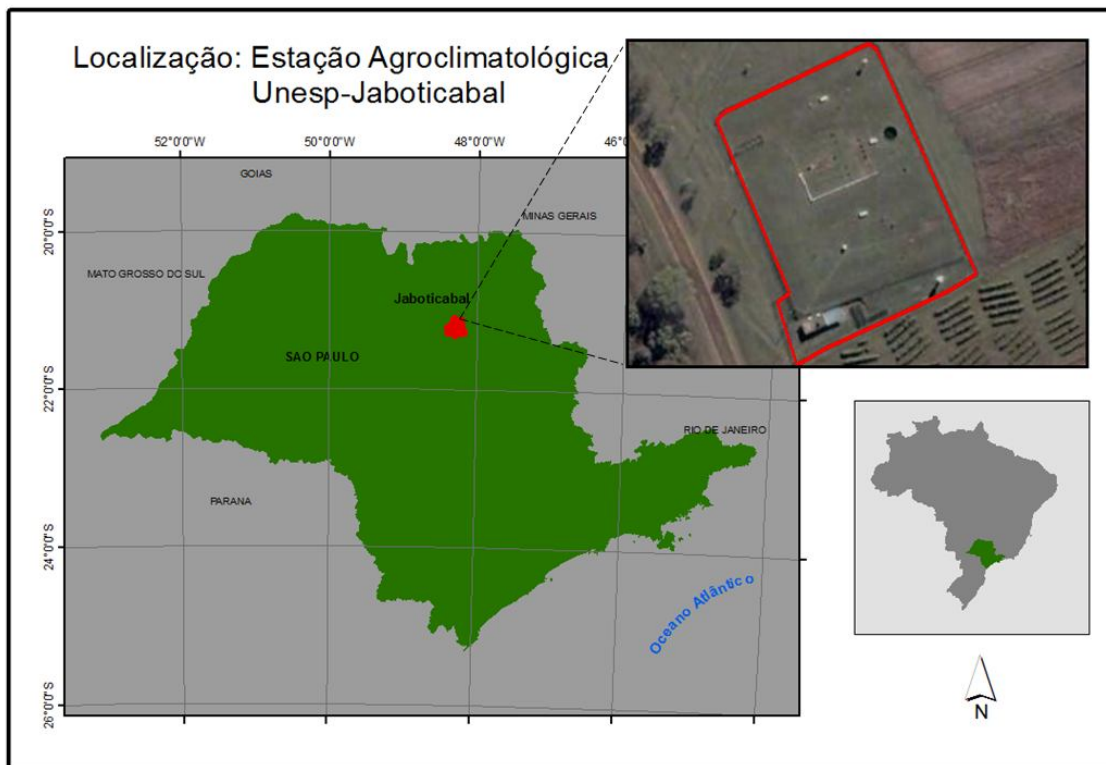 Localização: Estação Agroclimatológica
Unesp-Jaboticabal
52°0'0"W
50°0'0"W
48°0'0"W
GOIAS
MINAS GERAIS
20°0'0"S
MATO GROSSO DO SUL
Jaboticabal
SAO PAULO
22°0'0"S
RIO DE JANEIRO
PARANA
24°0'0"S
Oceano Atlântico
26°0'0"S
N